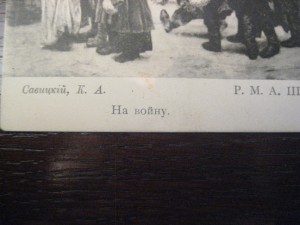 Савицкій, К. А. Р. М. А. Ш
На войну.